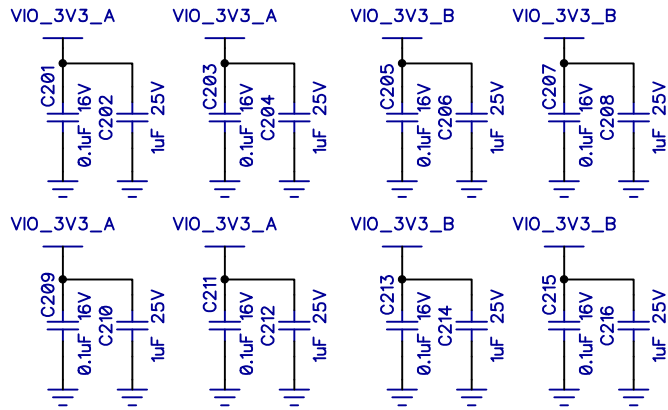 VIO_3V3_A
C201
0.1uF 16V
C202
1uF 25V
VIO_3V3_A
C203
0.1uF 16V
C204
1uF 25V
VIO_3V3_B
C205
0.1uF 16V
C206
1uF 25V
VIO_3V3_B
C207
0.1uF 16V
C208
1uF 25V
VIO_3V3_A
C209
0.1uF 16V
C210
1uF 25V
VIO_3V3_A
C211
0.1uF 16V
C212
1uF 25V
VIO_3V3_B
C213
0.1uF 16V
C214
1uF 25V
VIO_3V3_B
C215
0.1uF 16V
C216
1uF 25V